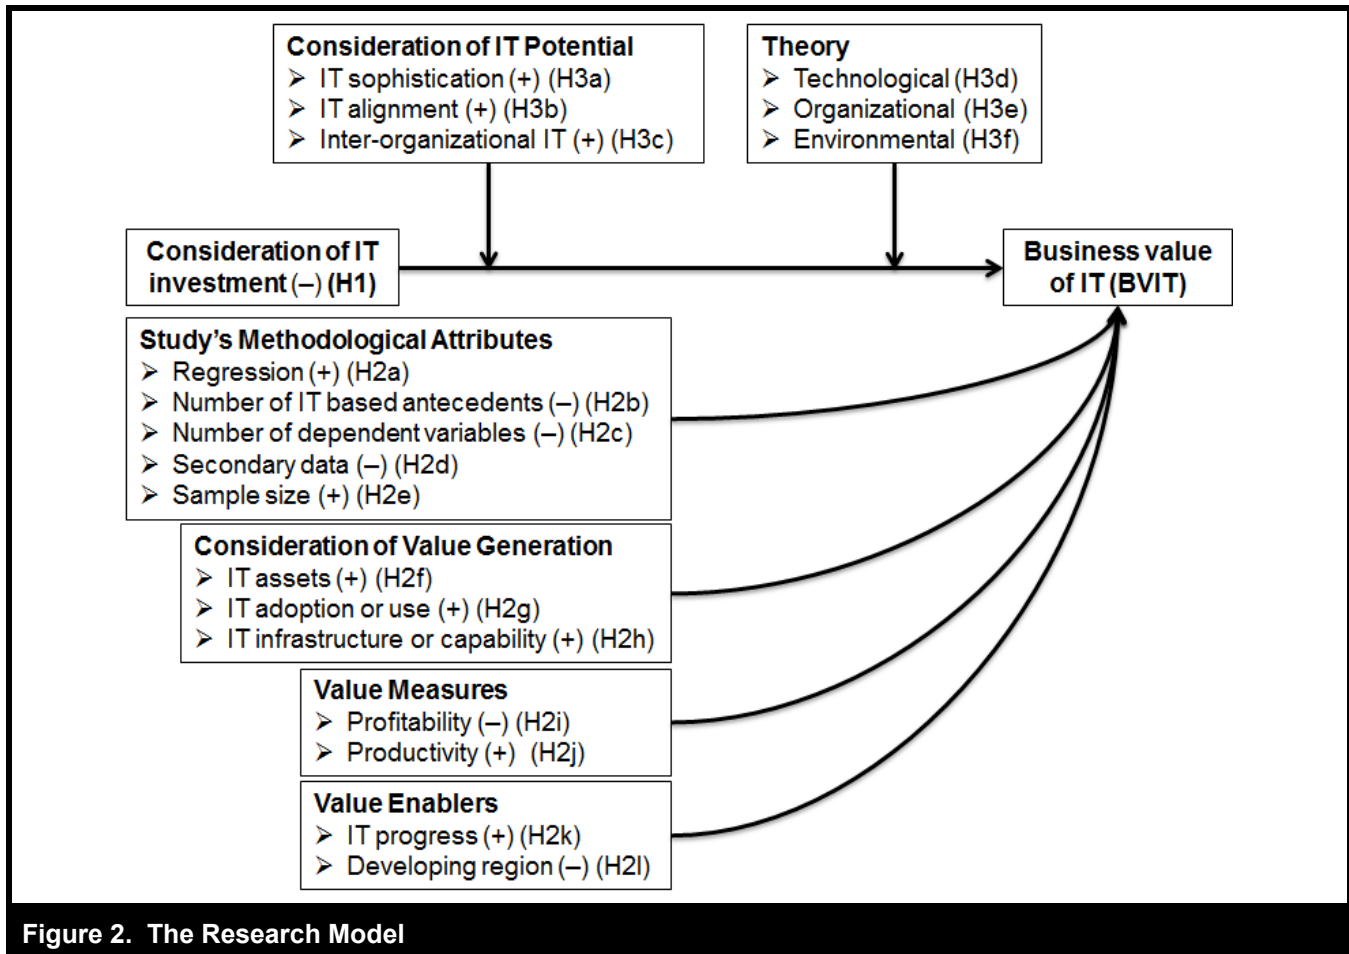 Consideration of IT Potential
➢ IT sophistication (+) (H3a)
➢ IT alignment (+) (H3b)
➢ Inter-organizational IT (+) (H3c)
Theory
➢ Technological (H3d)
➢ Organizational (H3e)
➢ Environmental (H3f)
Consideration of IT
investment (–) (H1)
Business value
of IT (BVIT)
Study's Methodological Attributes
➢ Regression (+) (H2a)
➢ Number of IT based antecedents (–) (H2b)
➢ Number of dependent variables (–) (H2c)
➢ Secondary data (–) (H2d)
➢ Sample size (+) (H2e)
Consideration of Value Generation
➢ IT assets (+) (H2f)
➢ IT adoption or use (+) (H2g)
➢ IT infrastructure or capability (+) (H2h)
Value Measures
➢ Profitability (–) (H2i)
➢ Productivity (+) (H2j)
Value Enablers
➢ IT progress (+) (H2k)
➢ Developing region (–) (H2l)
Figure 2. The Research Model